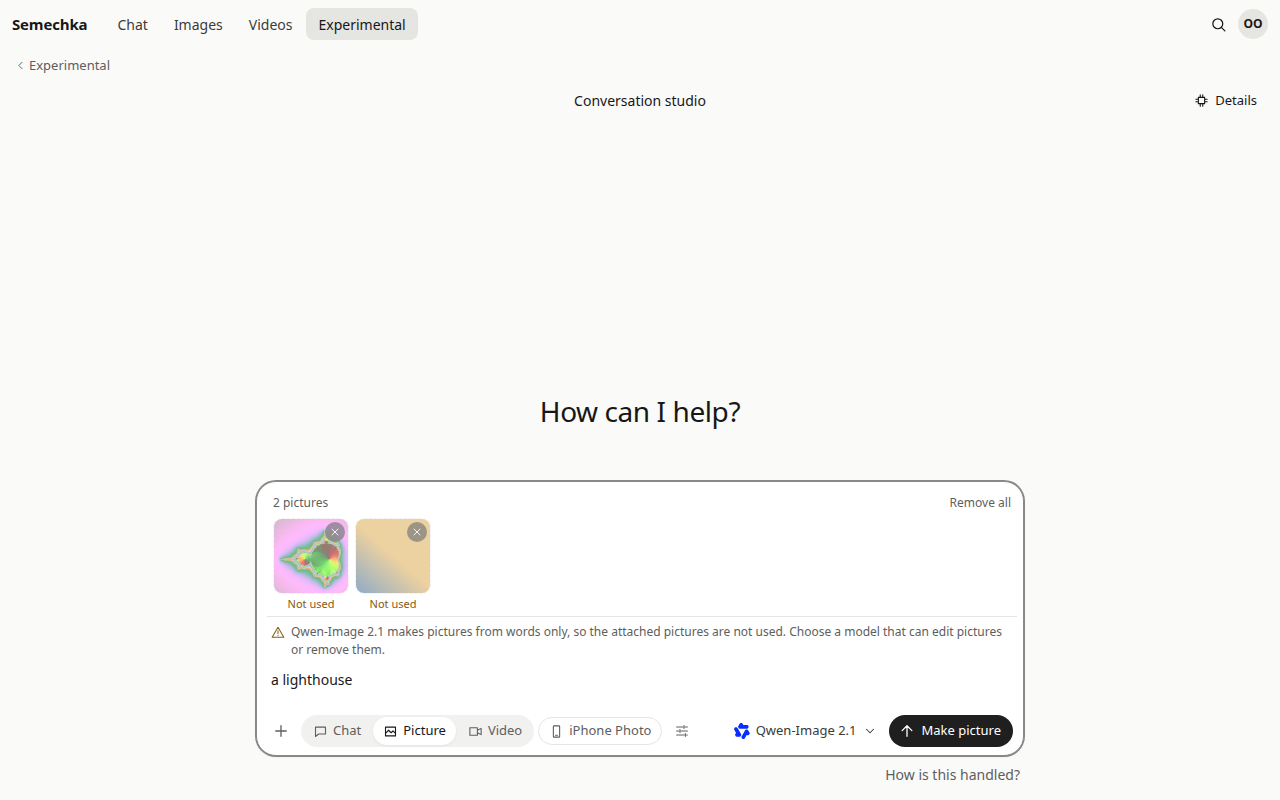 Semechka
Chat
Images
Videos
Experimental
OO
Experimental
Conversation studio
Details
How can I help?
2 pictures
Remove all
Not used
Not used
Qwen-Image 2.1 makes pictures from words only, so the attached pictures are not used. Choose a model that can edit pictures
or remove them.
a lighthouse
Chat
Picture
Video
iPhone Photo
Qwen-Image 2.1
Make picture
How is this handled?